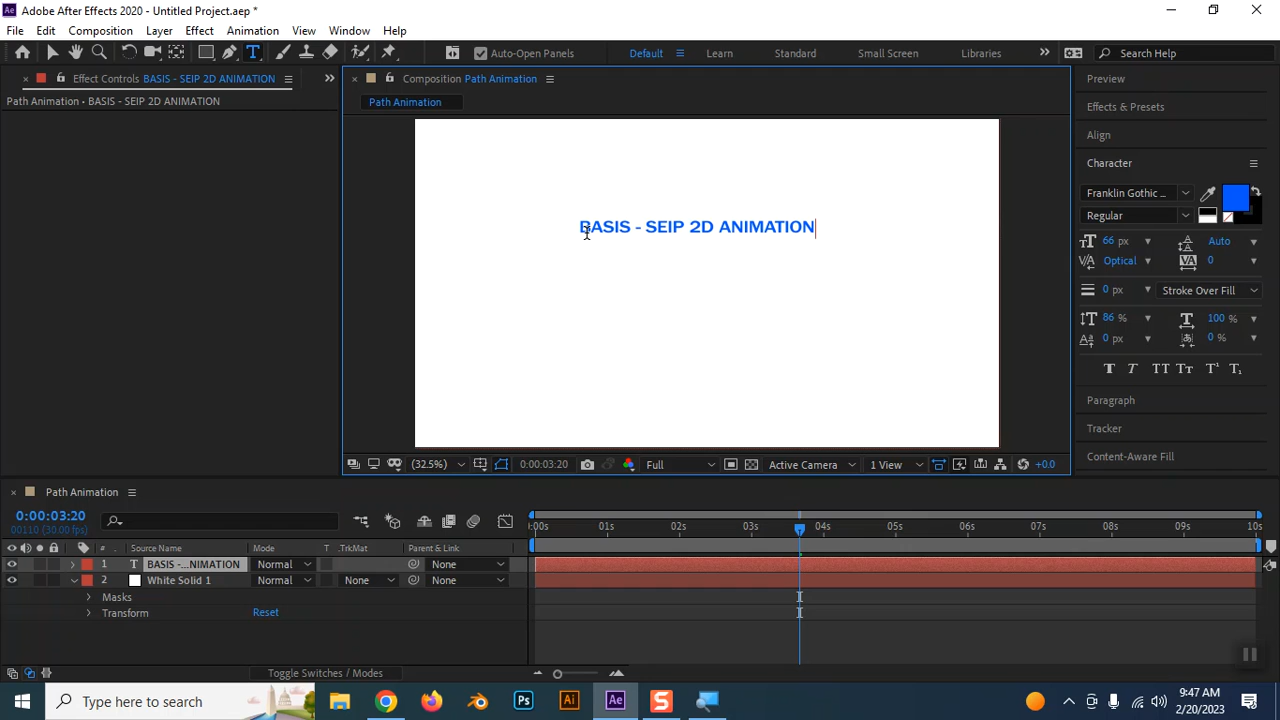 Adobe After Effects 2020 - Untitled Project.aep *
File Edit Composition Layer Effect Animation View Window Help
Auto-Open Panels Default Learn Standard Small Screen Libraries Search Help
Effect Controls BASIS - SEIP 2D ANIMATION
Composition Path Animation
Preview
Path Animation • BASIS - SEIP 2D ANIMATION
Path Animation
Effects & Presets
Align
Character
Franklin Gothic ...
Regular
BASIS - SEIP 2D ANIMATION
66 px Auto
Optical 0
0 px Stroke Over Fill
86 % 100 %
0 px 0 %
Paragraph
Tracker
Content-Aware Fill
(32.5%) 0:00:03:20 Full Active Camera 1 View +0.0
Path Animation
0:00:03:20
00110 (30.00 fps)
:00s 01s 02s 03s 04s 05s 06s 07s 08s 09s 10s
# Source Name Mode T .TrkMat Parent & Link
1 T BASIS -...NIMATION Normal None
2 White Solid 1 Normal None None
Masks
Transform Reset
Toggle Switches / Modes
Type here to search
9:47 AM
2/20/2023